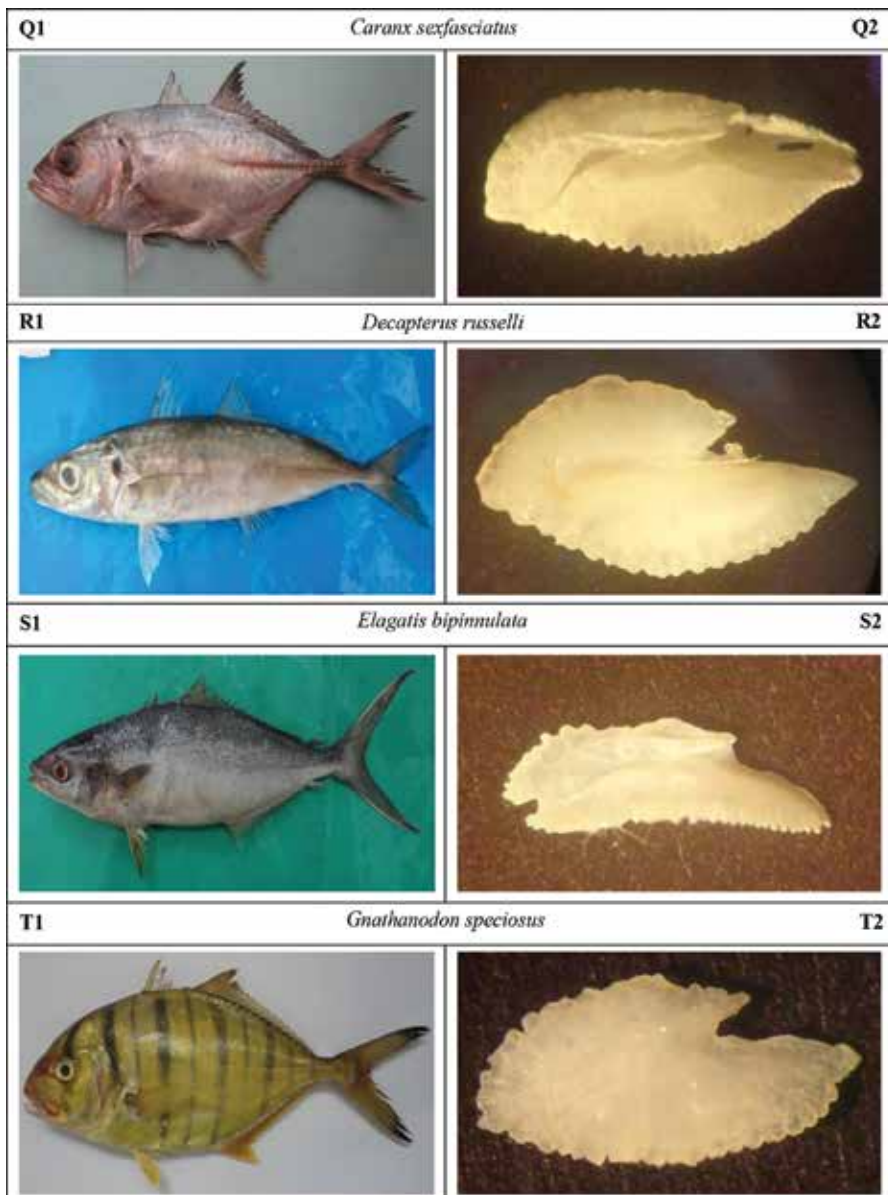 Q1 Caranx sexfasciatus Q2
R1 Decapterus russelli R2
S1 Elagatis bipinnulata S2
T1 Gnathanodon speciosus T2